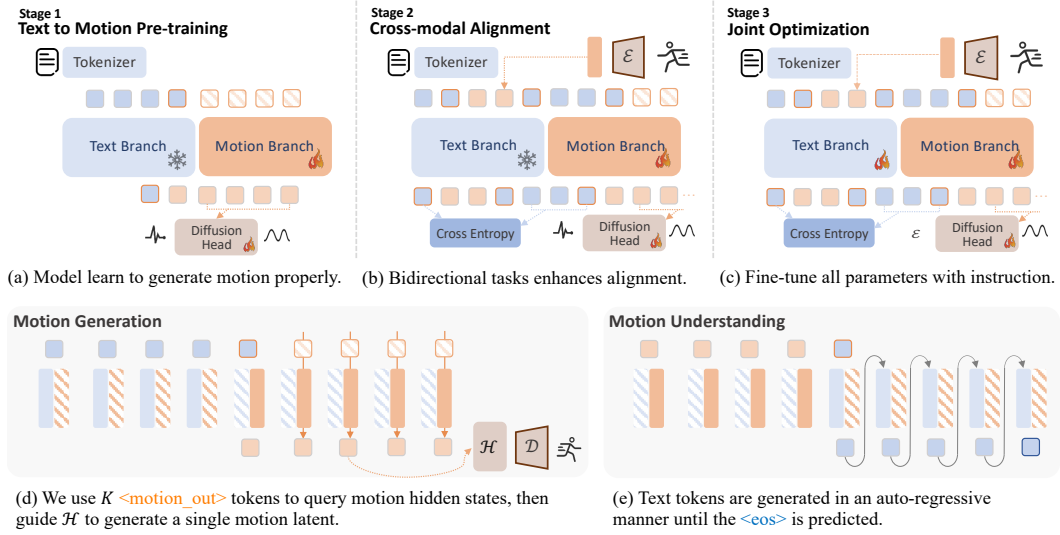 Stage 1
Text to Motion Pre-training
Tokenizer
Text Branch
Motion Branch
Diffusion
Head
(a) Model learn to generate motion properly.
Stage 2
Cross-modal Alignment
Tokenizer
ℰ
Text Branch
Motion Branch
...
Cross Entropy
Diffusion
Head
(b) Bidirectional tasks enhances alignment.
Stage 3
Joint Optimization
Tokenizer
ℰ
Text Branch
Motion Branch
...
Cross Entropy
ℰ
Diffusion
Head
(c) Fine-tune all parameters with instruction.
Motion Generation
ℋ
𝒟
(d) We use K <motion_out> tokens to query motion hidden states, then
guide ℋ to generate a single motion latent.
Motion Understanding
(e) Text tokens are generated in an auto-regressive
manner until the <eos> is predicted.